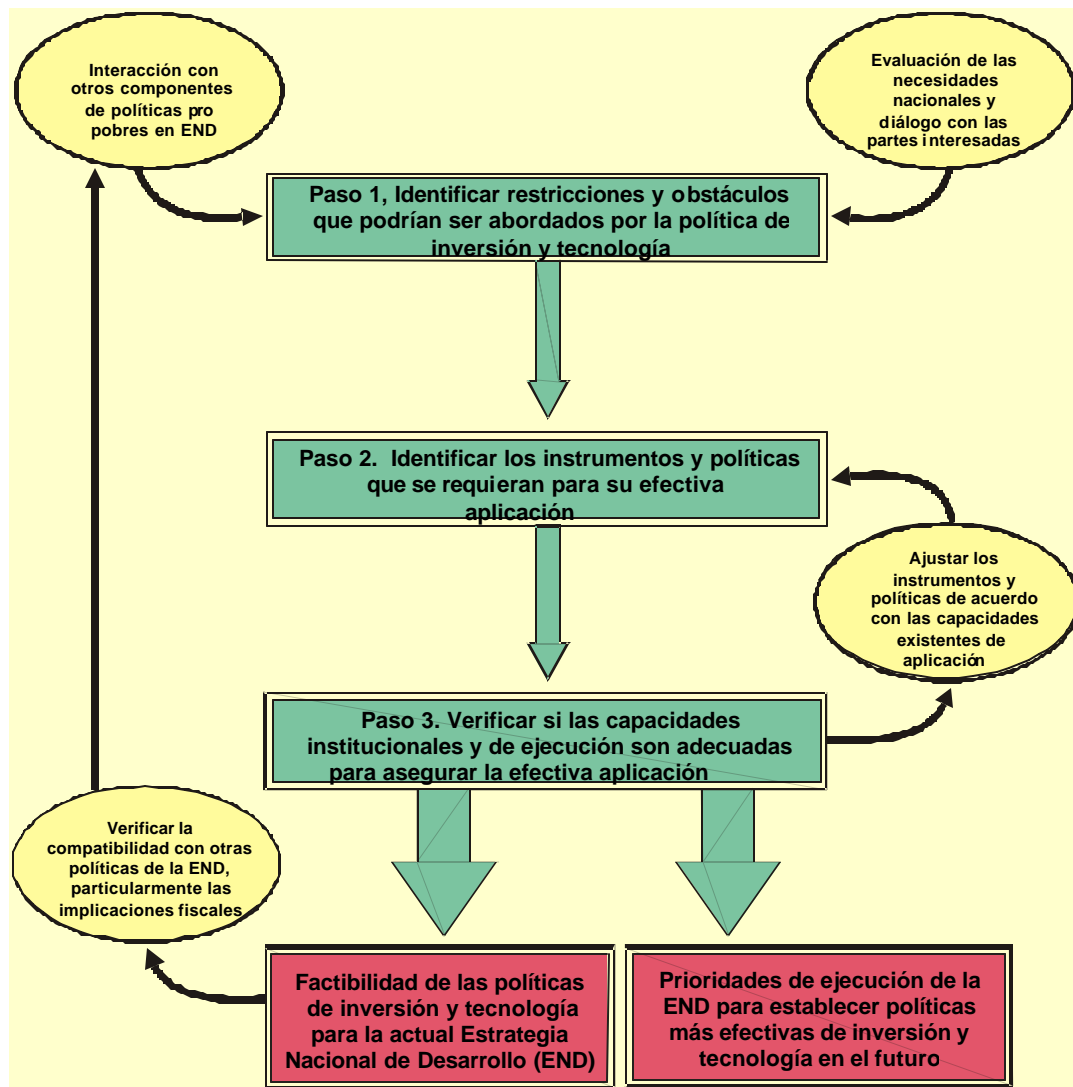 Interacción con
otros componentes
de políticas pro
pobres en END
Evaluación de las
necesidades
nacionales y
diálogo con las
partes interesadas
Paso 1, Identificar restricciones y obstáculos
que podrían ser abordados por la política de
inversión y tecnología
Paso 2. Identificar los instrumentos y políticas
que se requieran para su efectiva
aplicación
Ajustar los
instrumentos y
políticas de acuerdo
con las capacidades
existentes de
aplicación
Paso 3. Verificar si las capacidades
institucionales y de ejecución son adecuadas
para asegurar la efectiva aplicación
Verificar la
compatibilidad con otras
políticas de la END,
particularmente las
implicaciones fiscales
Factibilidad de las políticas
de inversión y tecnología
para la actual Estrategia
Nacional de Desarrollo (END)
Prioridades de ejecución de la
END para establecer políticas
más efectivas de inversión y
tecnología en el futuro